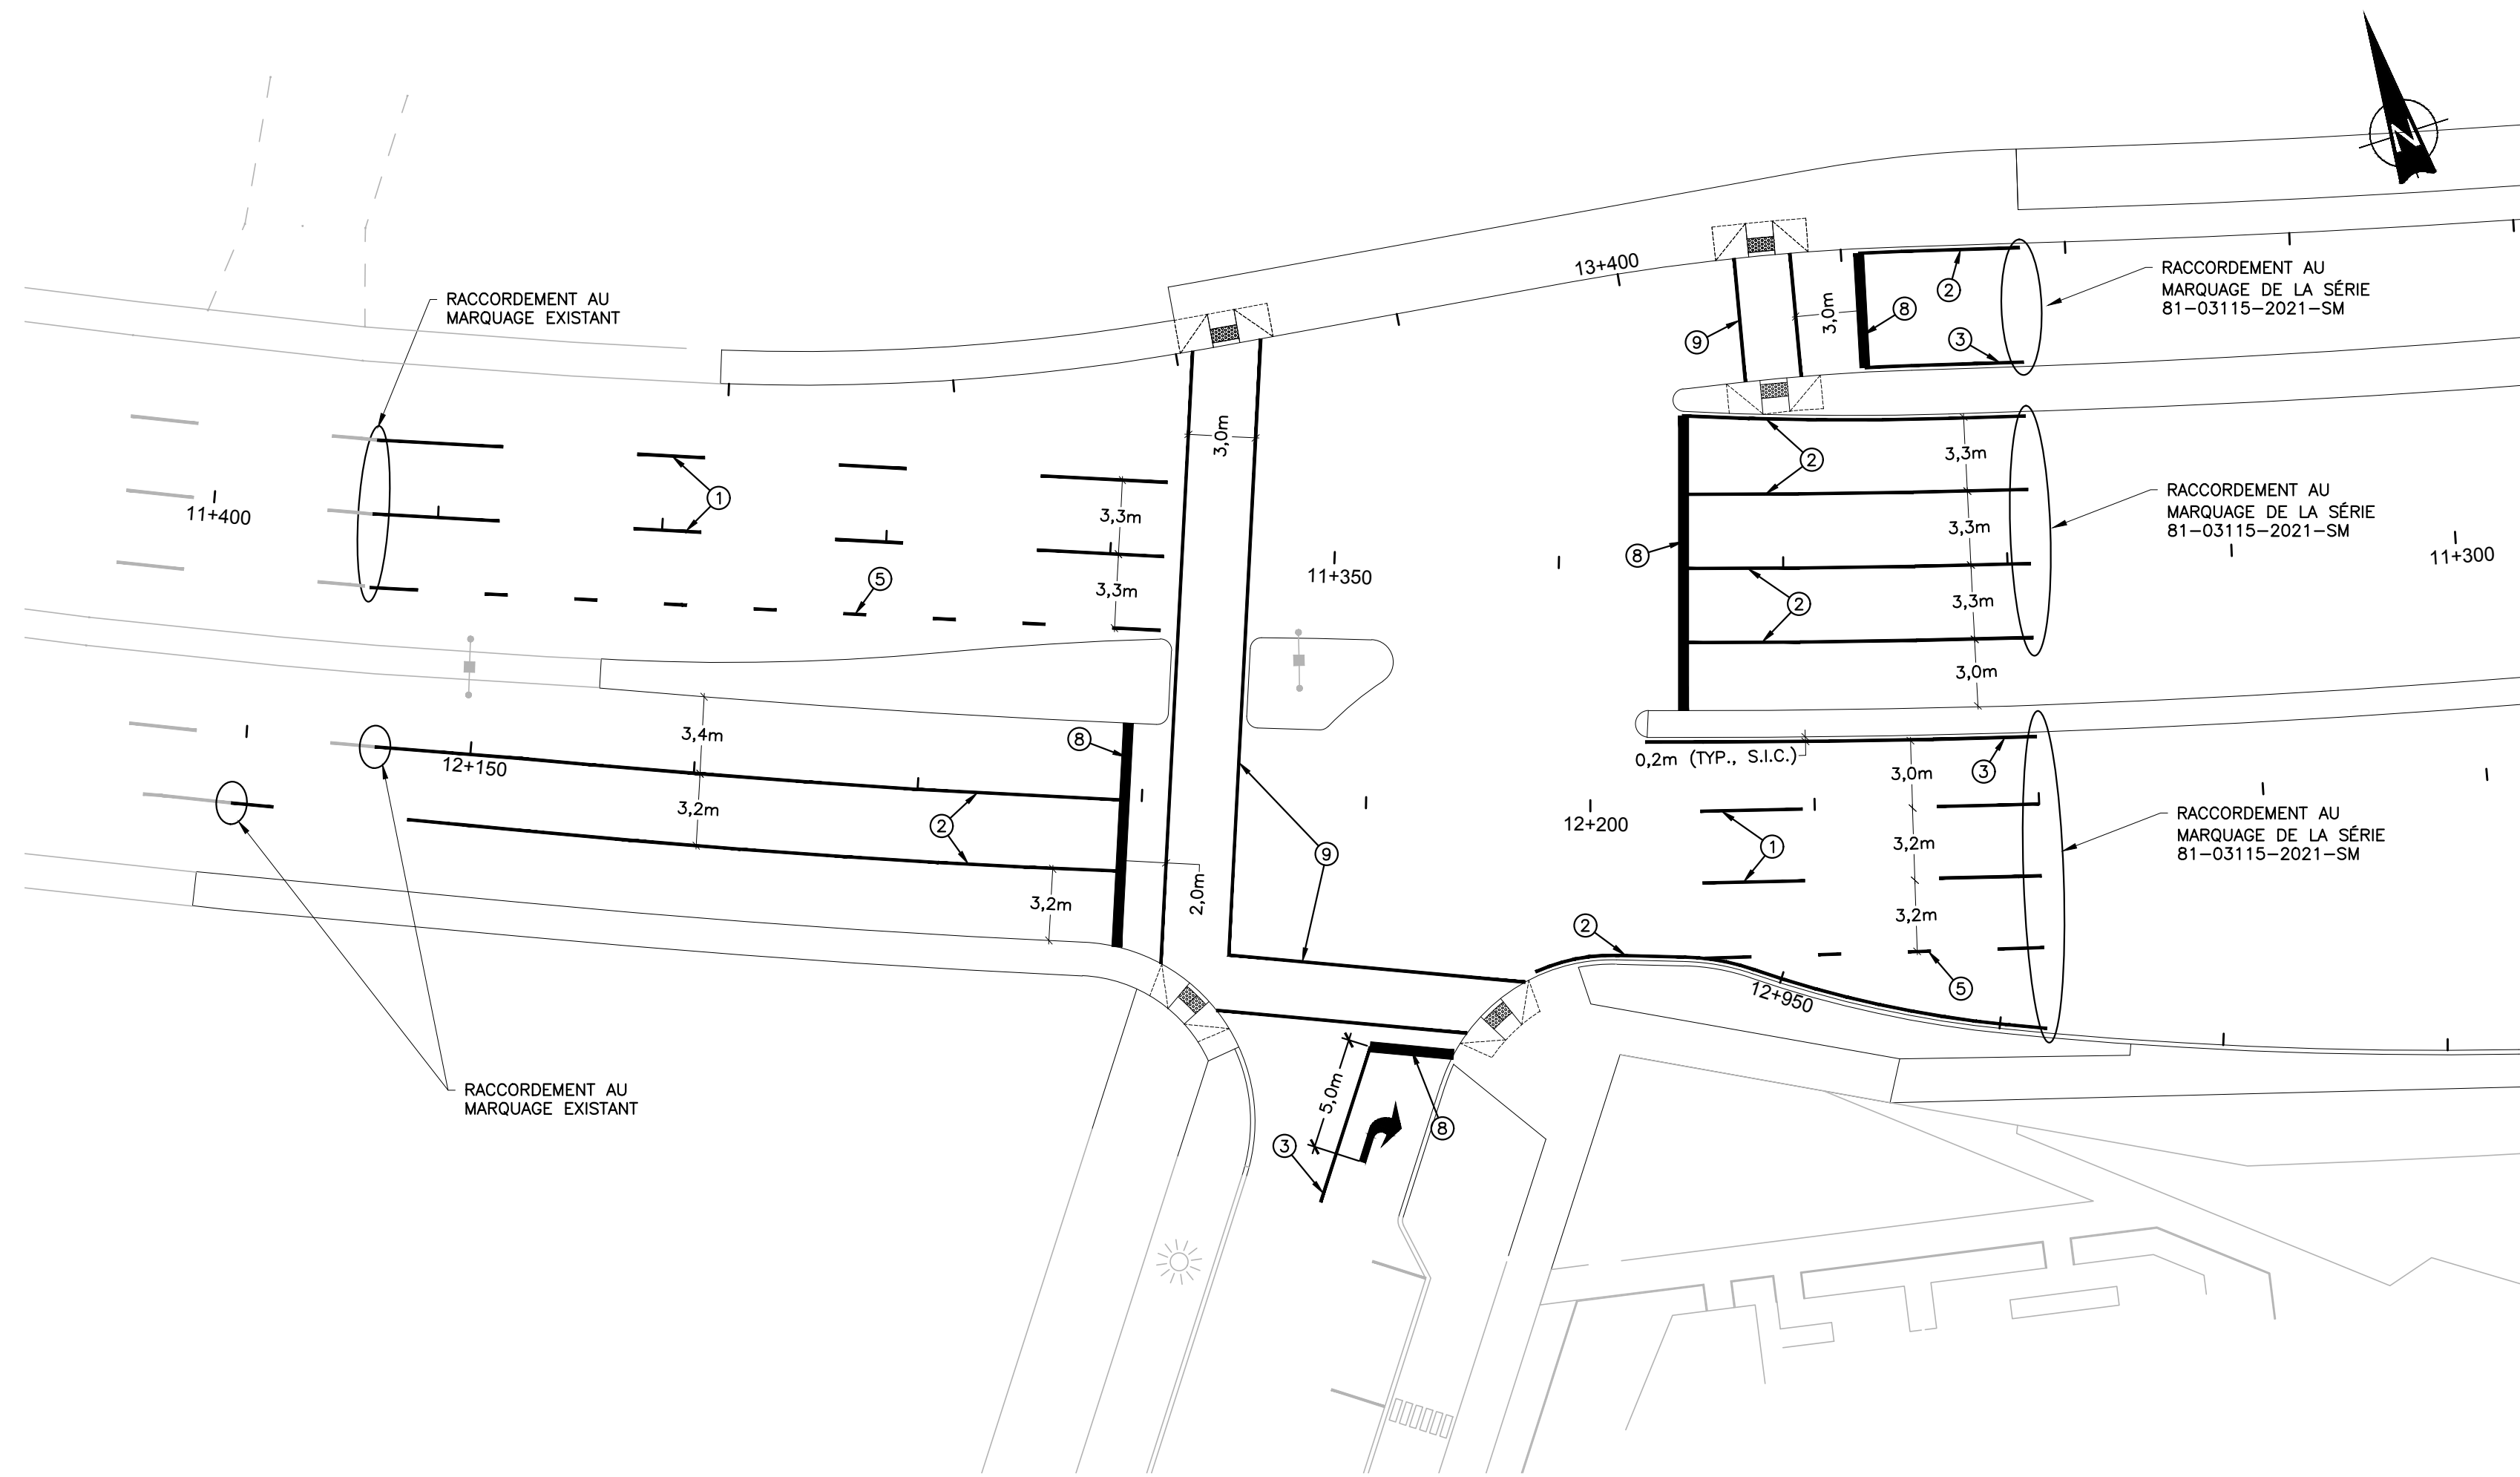 N
13+400
RACCORDEMENT AU
MARQUAGE DE LA SÉRIE
81-03115-2021-SM
2
8
3,0m
9
3
RACCORDEMENT AU
MARQUAGE EXISTANT
3,0m
2
3,3m
1
11+400
3,3m
3,3m
RACCORDEMENT AU
MARQUAGE DE LA SÉRIE
81-03115-2021-SM
11+350
8
11+300
5
3,3m
2
3,3m
3,0m
3,4m
8
12+150
0,2m (TYP., S.I.C.)
3,0m
3
3,2m
2
12+200
RACCORDEMENT AU
MARQUAGE DE LA SÉRIE
81-03115-2021-SM
1
3,2m
9
2,0m
3,2m
3,2m
2
5
12+950
RACCORDEMENT AU
MARQUAGE EXISTANT
5,0m
8
3